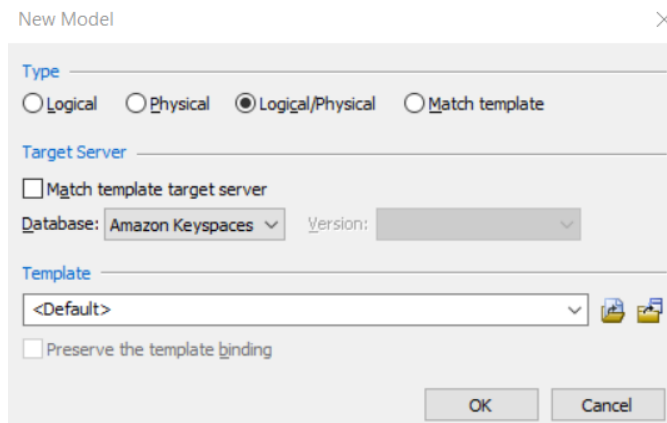 New Model
Type
Logical Physical Logical/Physical Match template
Target Server
Match template target server
Database: Amazon Keyspaces Version:
Template
<Default>
Preserve the template binding
OK Cancel